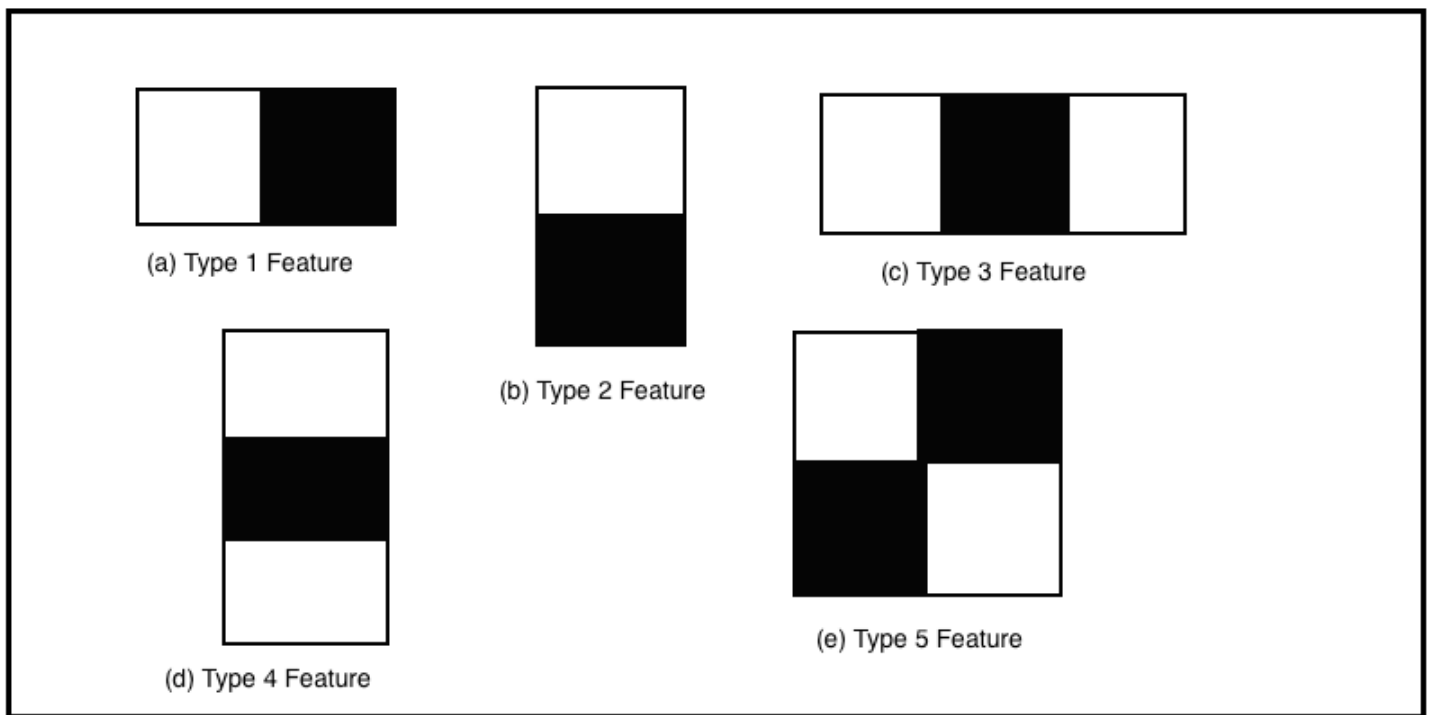 (a) Type 1 Feature
(b) Type 2 Feature
(c) Type 3 Feature
(d) Type 4 Feature
(e) Type 5 Feature